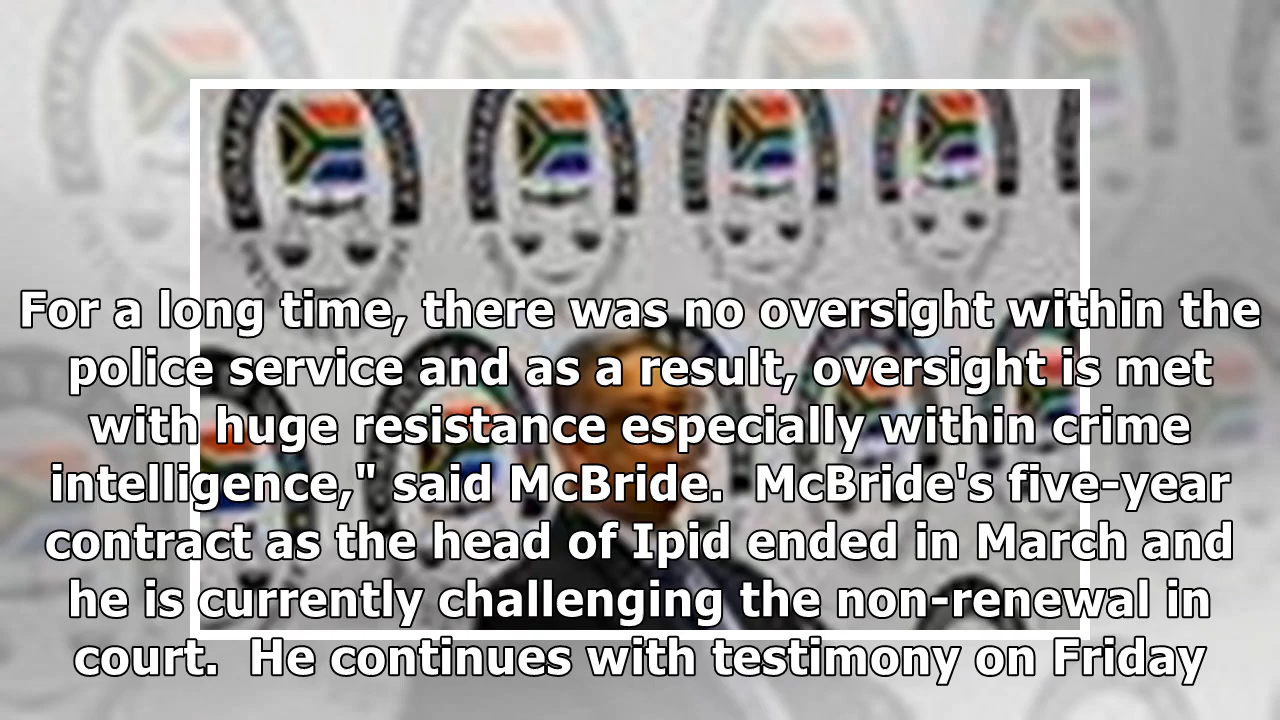 For a long time, there was no oversight within the
police service and as a result, oversight is met
with huge resistance especially within crime
intelligence," said McBride.  McBride's five-year
contract as the head of Ipid ended in March and
he is currently challenging the non-renewal in
court.  He continues with testimony on Friday